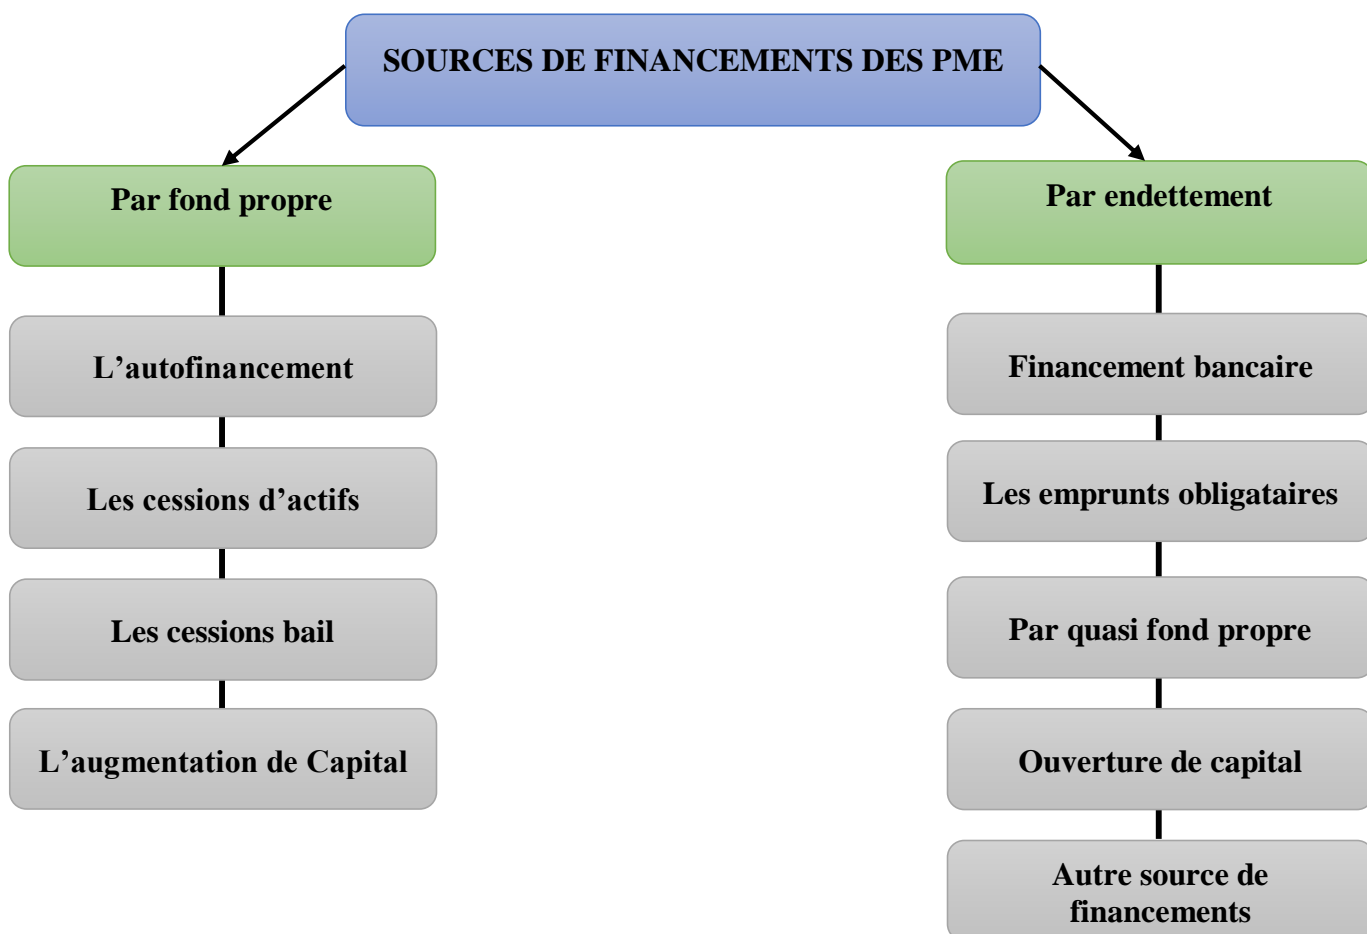 SOURCES DE FINANCEMENTS DES PME
Par fond propre
L’autofinancement
Les cessions d’actifs
Les cessions bail
L’augmentation de Capital
Par endettement
Financement bancaire
Les emprunts obligataires
Par quasi fond propre
Ouverture de capital
Autre source de
financements